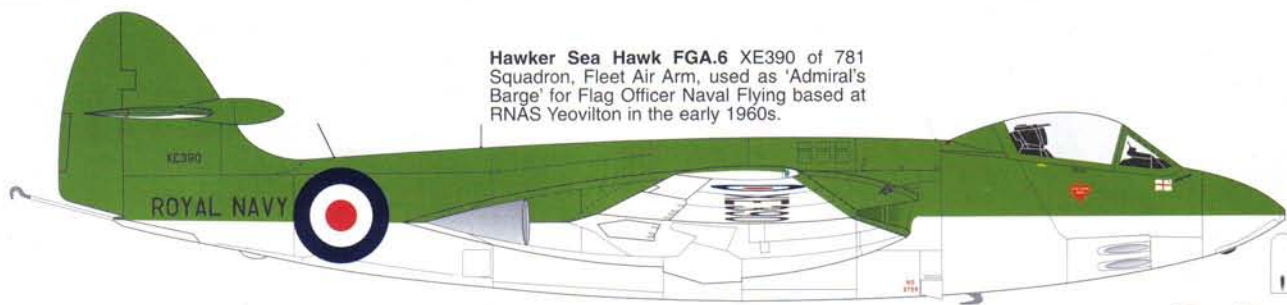 Hawker Sea Hawk FGA.6 XE390 of 781
Squadron, Fleet Air Arm, used as 'Admiral's
Barge' for Flag Officer Naval Flying based at
RNAS Yeovilton in the early 1960s.
XE390
ROYAL NAVY